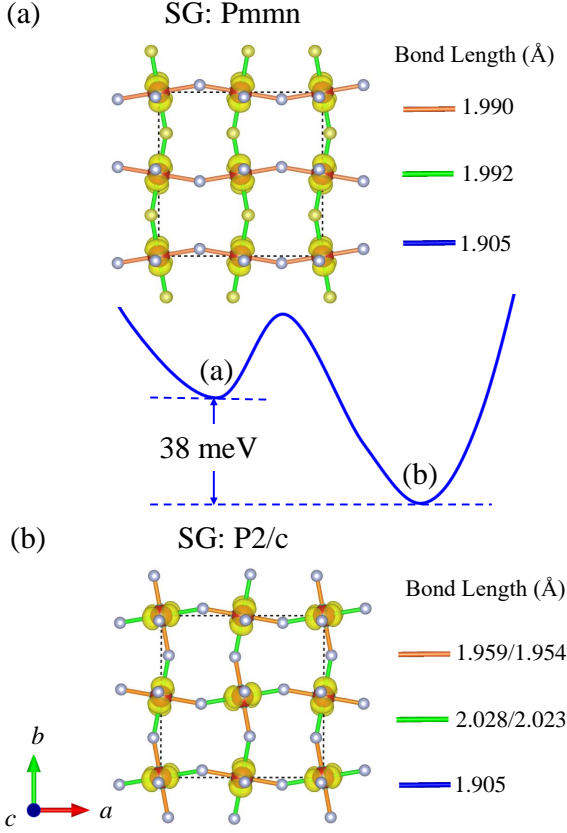 (a)
SG: Pmmn
Bond Length (Å)
1.990
1.992
1.905
(a)
38 meV
(b)
(b)
SG: P2/c
Bond Length (Å)
1.959/1.954
2.028/2.023
1.905
b
c
a